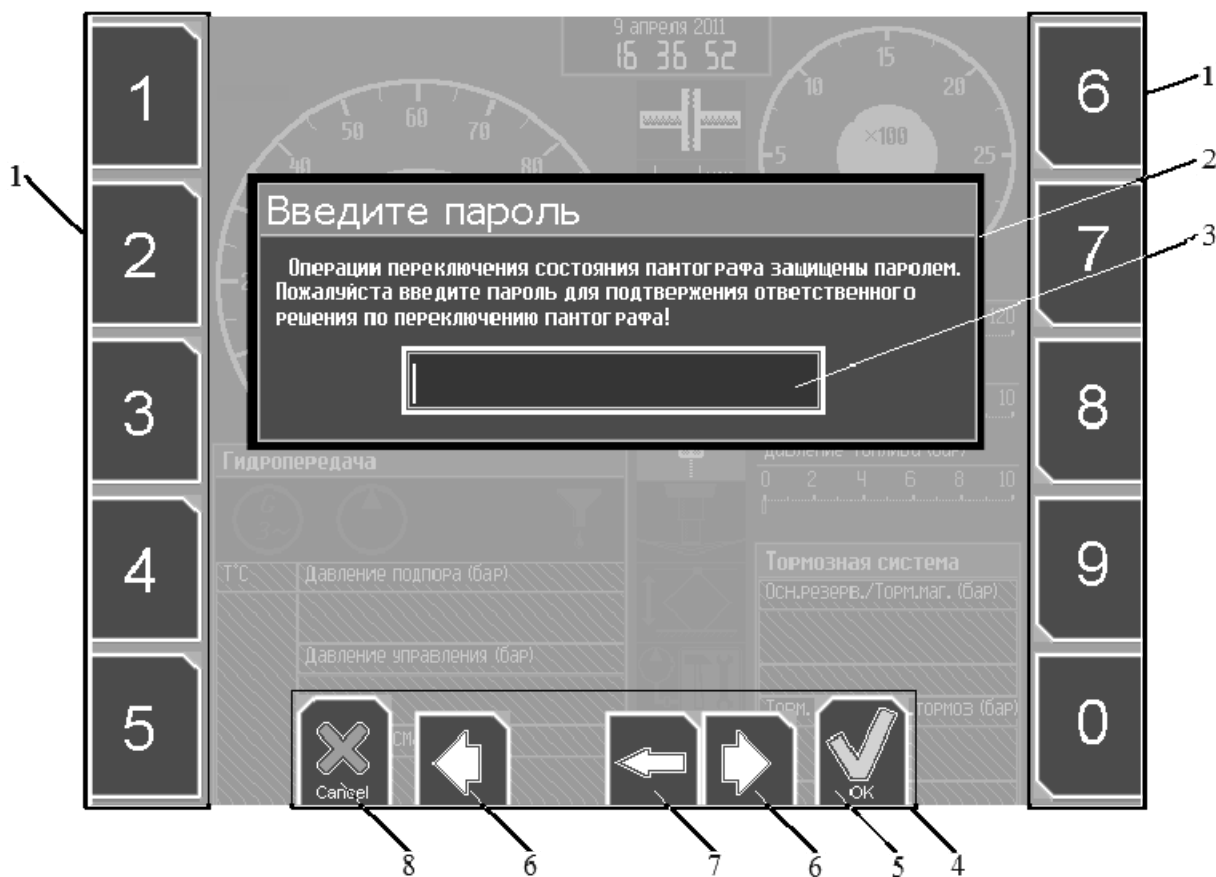 9 апреля 2011
16 36 52
1
2
3
4
5
6
7
8
9
0
50
60
70
40
80
10
15
20
×100
5
25
Введите пароль
Операции переключения состояния пантографа защищены паролем.
Пожалуйста введите пароль для подтвержения ответственного
решения по переключению пантографа!
120
10
Гидропередача
Давление топлива (бар)
0 2 4 6 8 10
G
3~
T°C
Давление подпора (бар)
Давление управления (бар)
Тормозная система
Осн.резерв./Торм.маг. (бар)
Торм.
тормоз (бар)
Cancel
OK
1
1
2
3
8
6
7
6
5
4